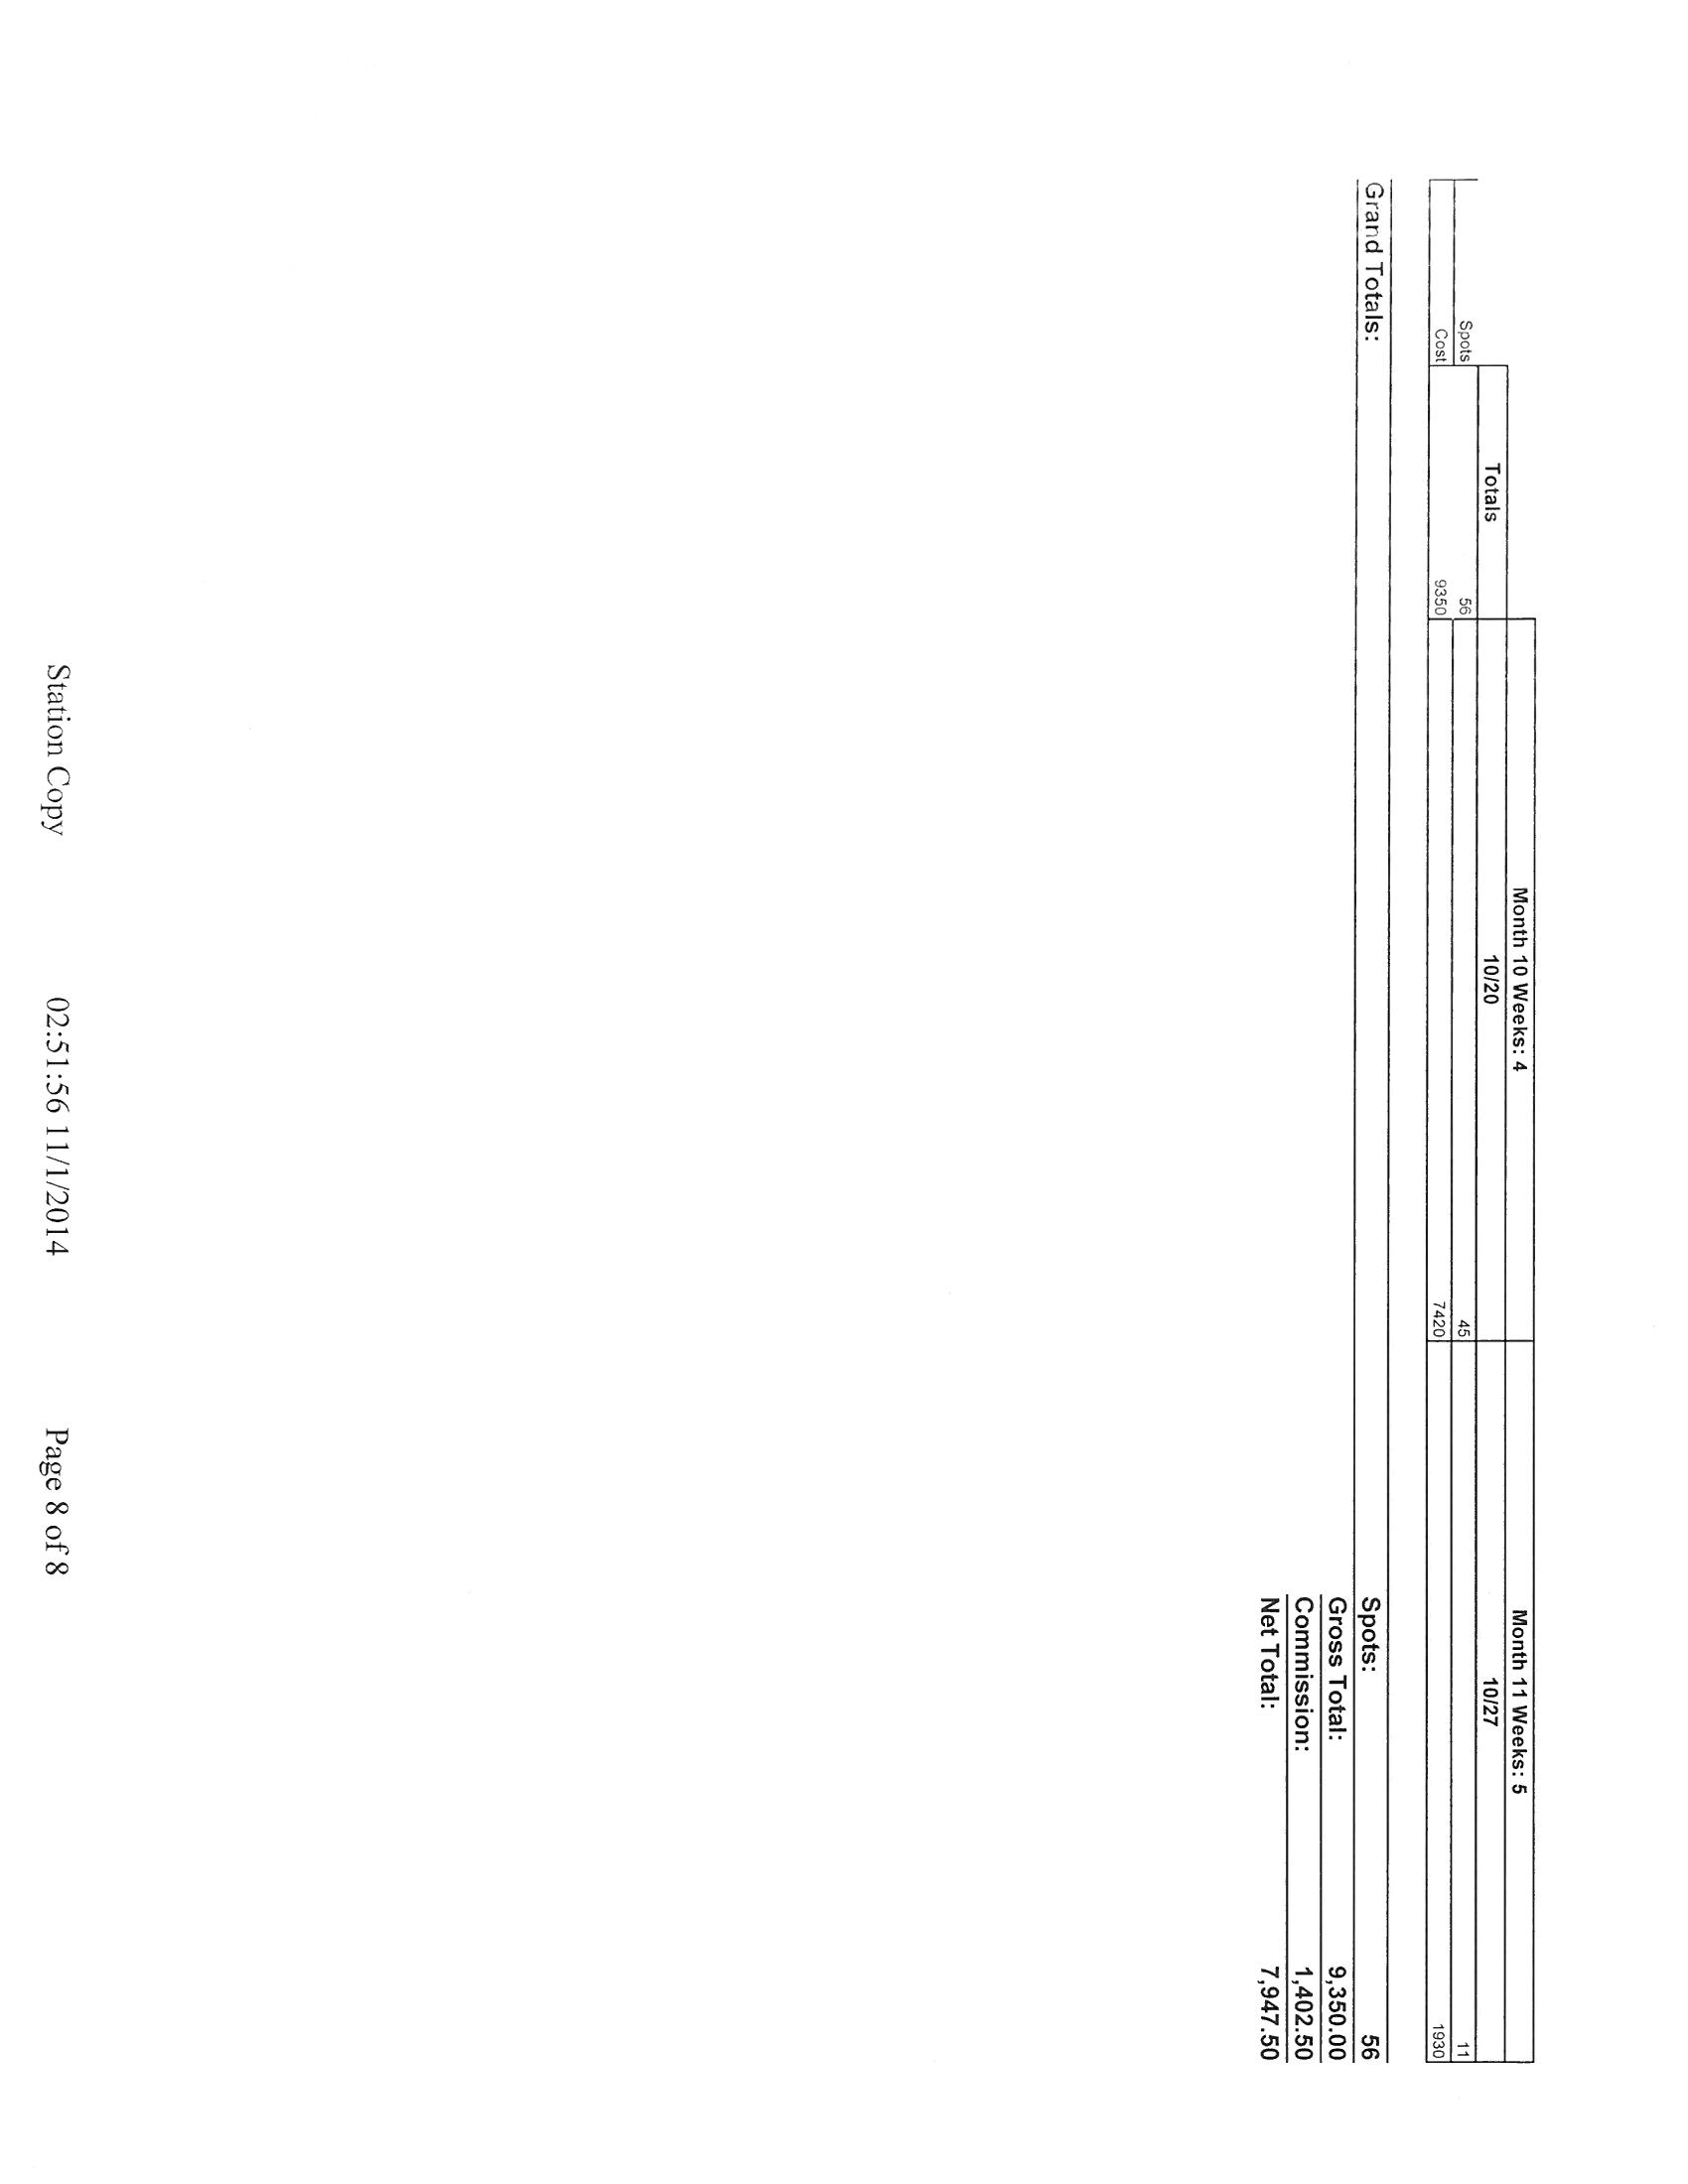 Month 10 Weeks: 4 Month 11 Weeks: 5
Totals 10/20 10/27
Spots 56 45 11
Cost 9350 7420 1930
Grand Totals: Spots: 56
Gross Total: 9,350.00
Commission: 1,402.50
Net Total: 7,947.50
Station Copy 02:51:56 11/1/2014 Page 8 of 8